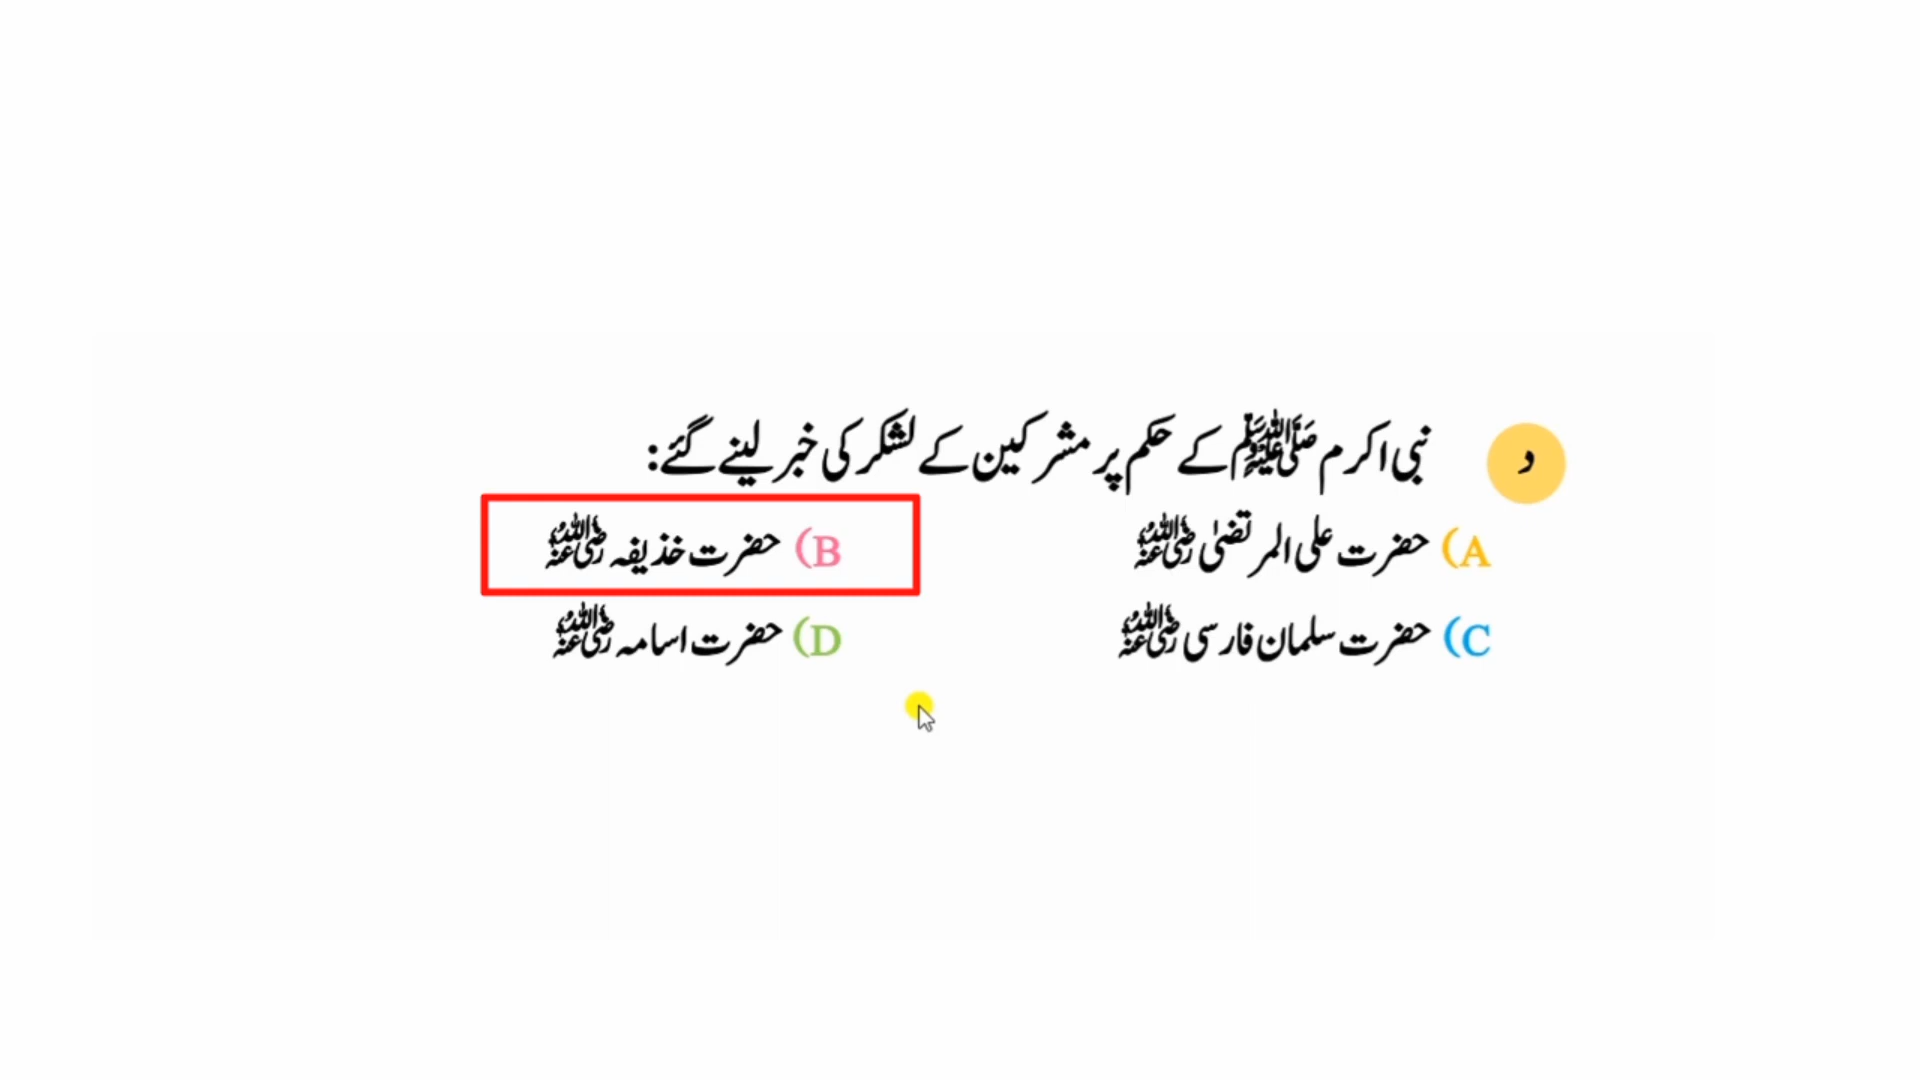 د نبی اکرم ﷺ کے حکم پر مشرکین کے لشکر کی خبر لینے گئے:
A) حضرت علی المرتضیٰ رضی اللہ عنہ B) حضرت خذیفہ رضی اللہ عنہ
C) حضرت سلمان فارسی رضی اللہ عنہ D) حضرت اسامہ رضی اللہ عنہ